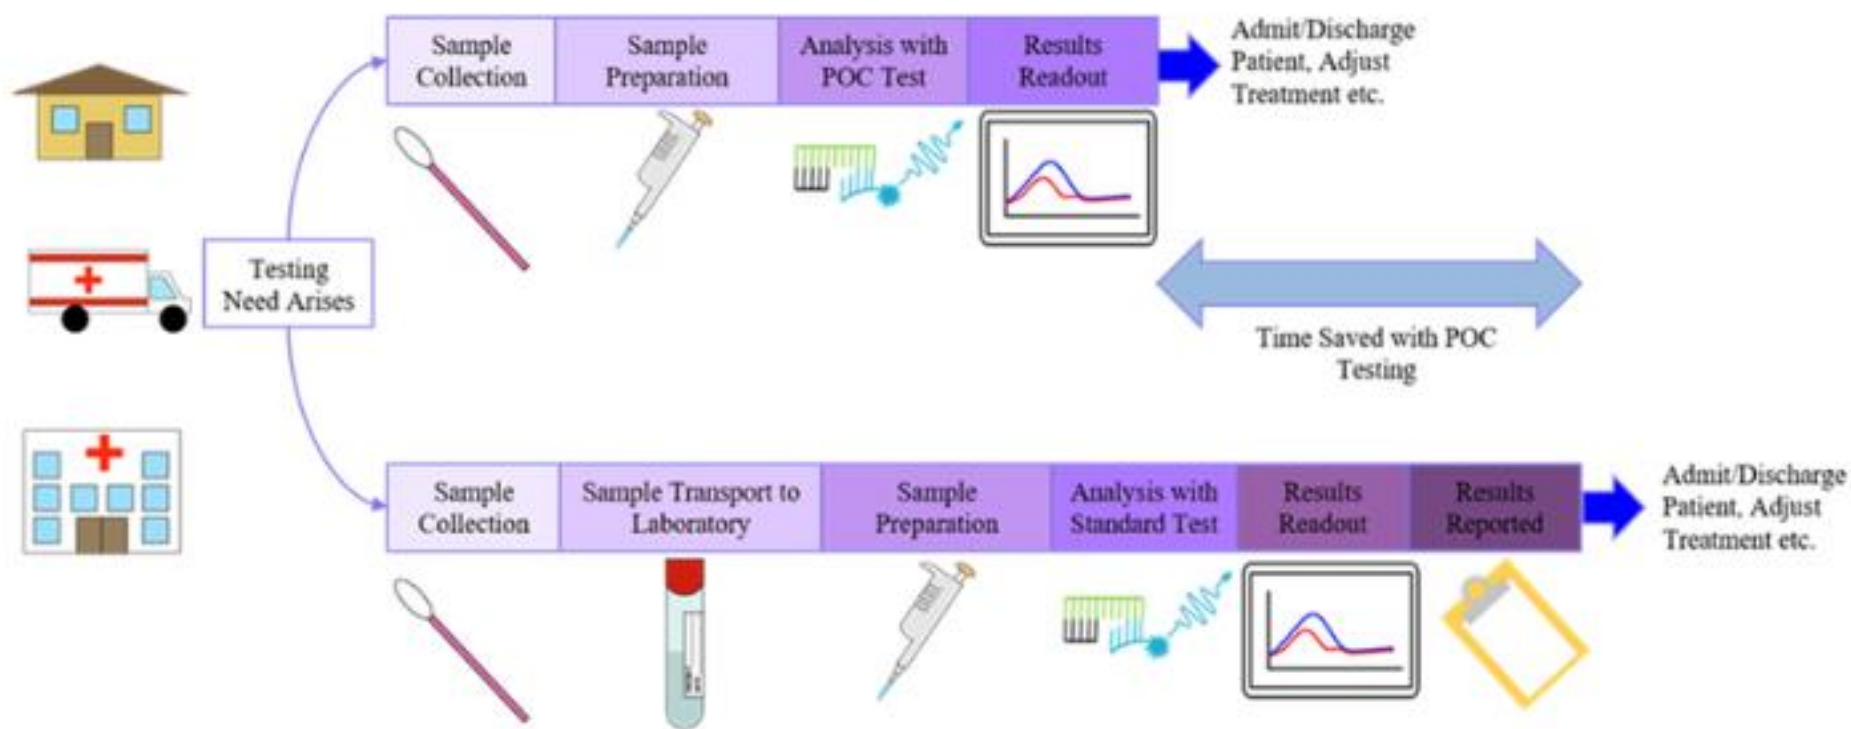 Sample
Collection
Sample
Preparation
Analysis with
POC Test
Results
Readout
Admit/Discharge
Patient, Adjust
Treatment etc.
Testing
Need Arises
Time Saved with POC
Testing
Sample
Collection
Sample Transport to
Laboratory
Sample
Preparation
Analysis with
Standard Test
Results
Readout
Results
Reported
Admit/Discharge
Patient, Adjust
Treatment etc.